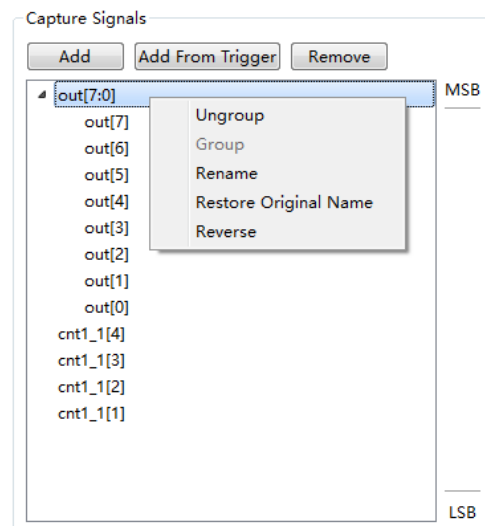 Capture Signals
Add Add From Trigger Remove
out[7:0] MSB
out[7]
out[6]
out[5]
out[4]
out[3]
out[2]
out[1]
out[0]
cnt1_1[4]
cnt1_1[3]
cnt1_1[2]
cnt1_1[1]
Ungroup
Group
Rename
Restore Original Name
Reverse
LSB